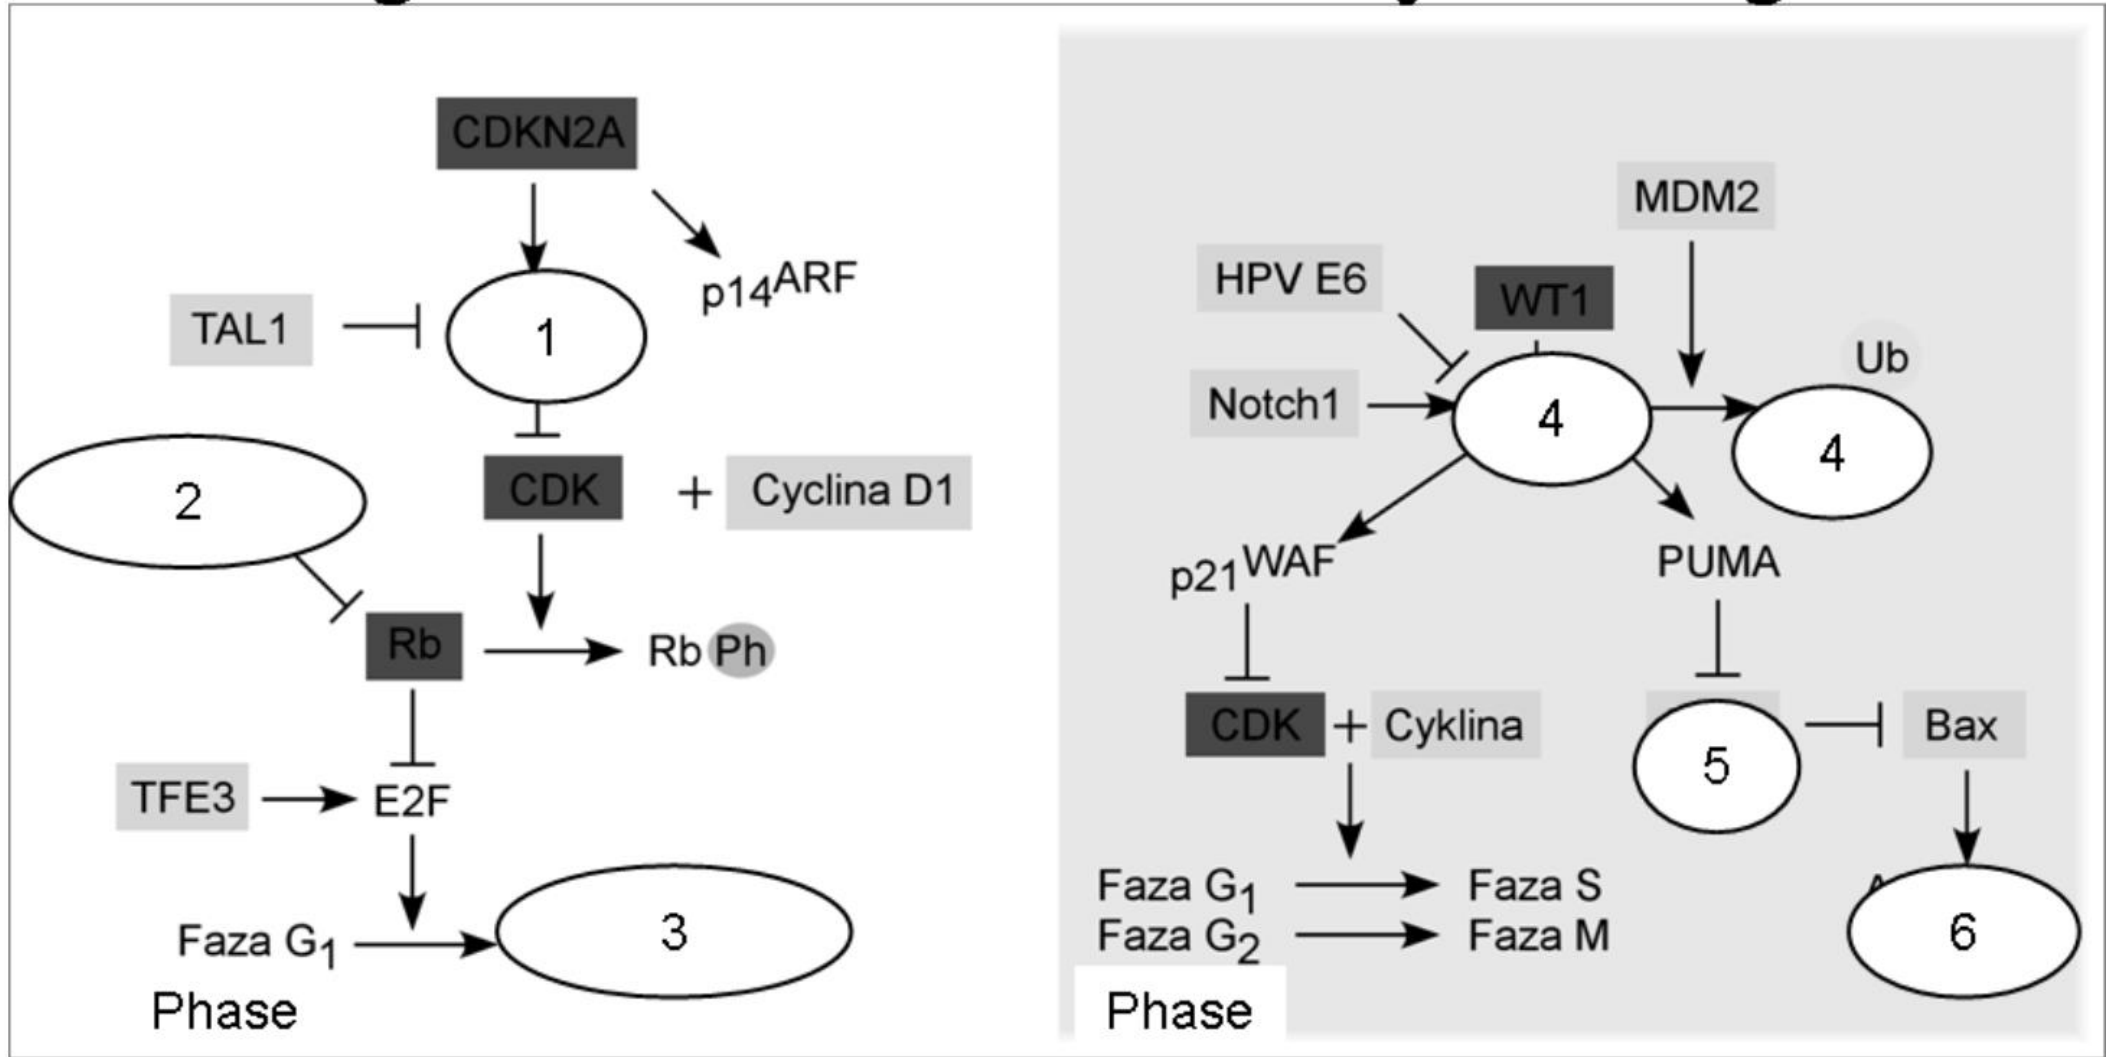 CDKN2A
p14ARF
TAL1
1
2
CDK + Cyclina D1
Rb
Rb Ph
TFE3
E2F
Faza G1
3
Phase
MDM2
HPV E6
WT1
Ub
Notch1
4
4
p21WAF
PUMA
CDK + Cyklina
5
Bax
Faza G1
Faza S
Faza G2
Faza M
6
Phase